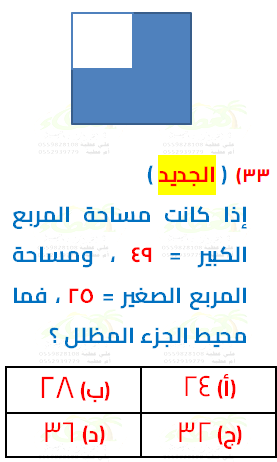 ٣٣) ( الجديد )
إذا كانت مساحة المربع
الكبير = ٤٩ ، ومساحة
المربع الصغير = ٢٥ ، فما
محيط الجزء المظلل ؟
(أ) ٢٤ (ب) ٢٨
(ج) ٣٢ (د) ٣٦